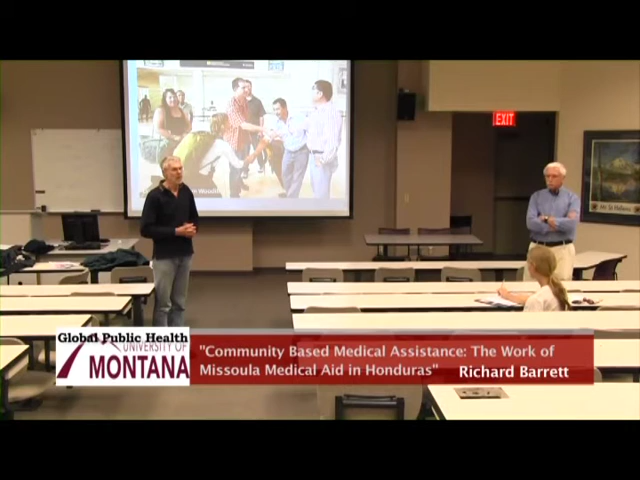 EXIT
Global Public Health
UNIVERSITY OF
MONTANA
"Community Based Medical Assistance: The Work of
Missoula Medical Aid in Honduras"
Richard Barrett